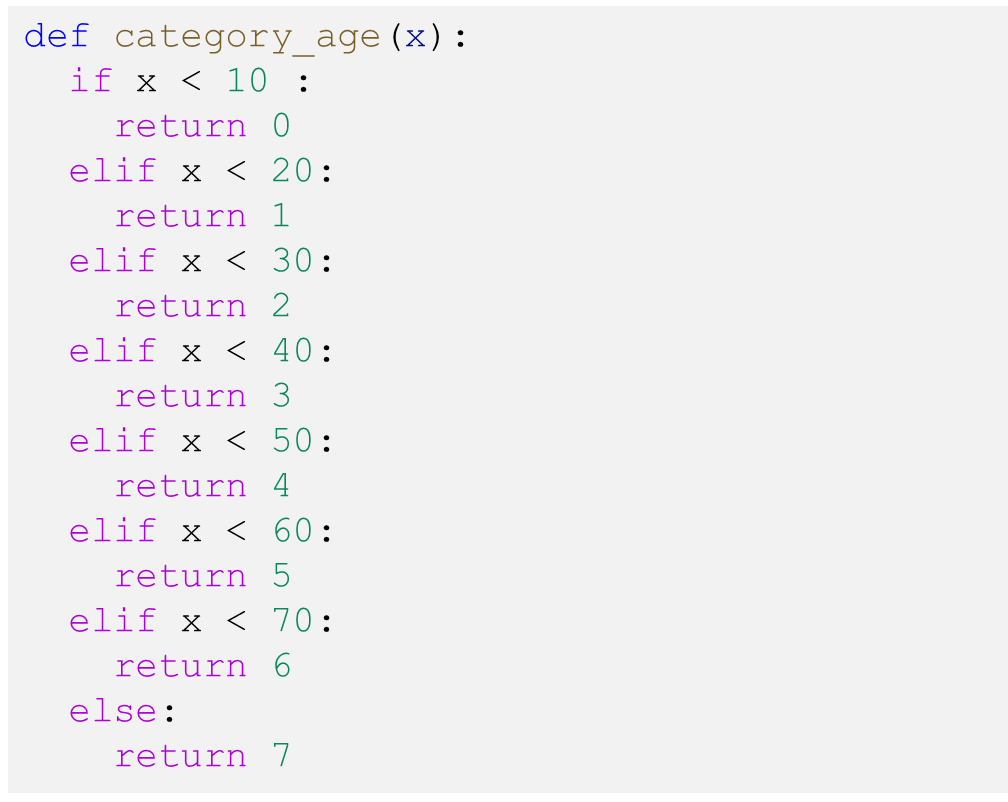 def category_age(x):
  if x < 10 :
    return 0
  elif x < 20:
    return 1
  elif x < 30:
    return 2
  elif x < 40:
    return 3
  elif x < 50:
    return 4
  elif x < 60:
    return 5
  elif x < 70:
    return 6
  else:
    return 7